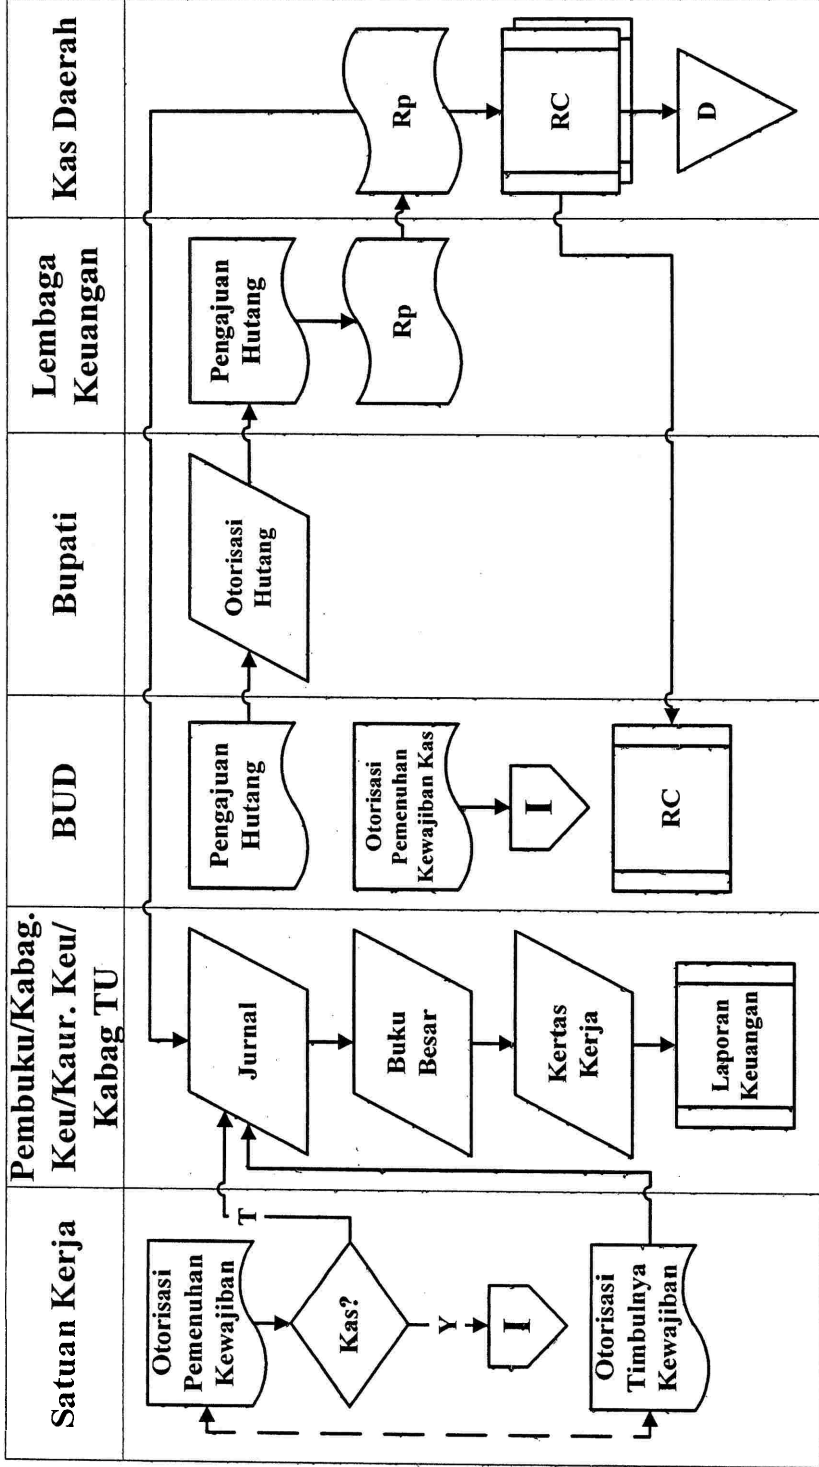 Satuan Kerja
Pembuku/Kabag.
Keu/Kaur. Keu/
Kabag TU
BUD
Bupati
Lembaga
Keuangan
Kas Daerah
Otorisasi
Pemenuhan
Kewajiban
Kas?
T
Y
I
Otorisasi
Timbulnya
Kewajiban
Jurnal
Buku
Besar
Kertas
Kerja
Laporan
Keuangan
Pengajuan
Hutang
Otorisasi
Pemenuhan
Kewajiban Kas
I
RC
Otorisasi
Hutang
Pengajuan
Hutang
Rp
Rp
RC
D